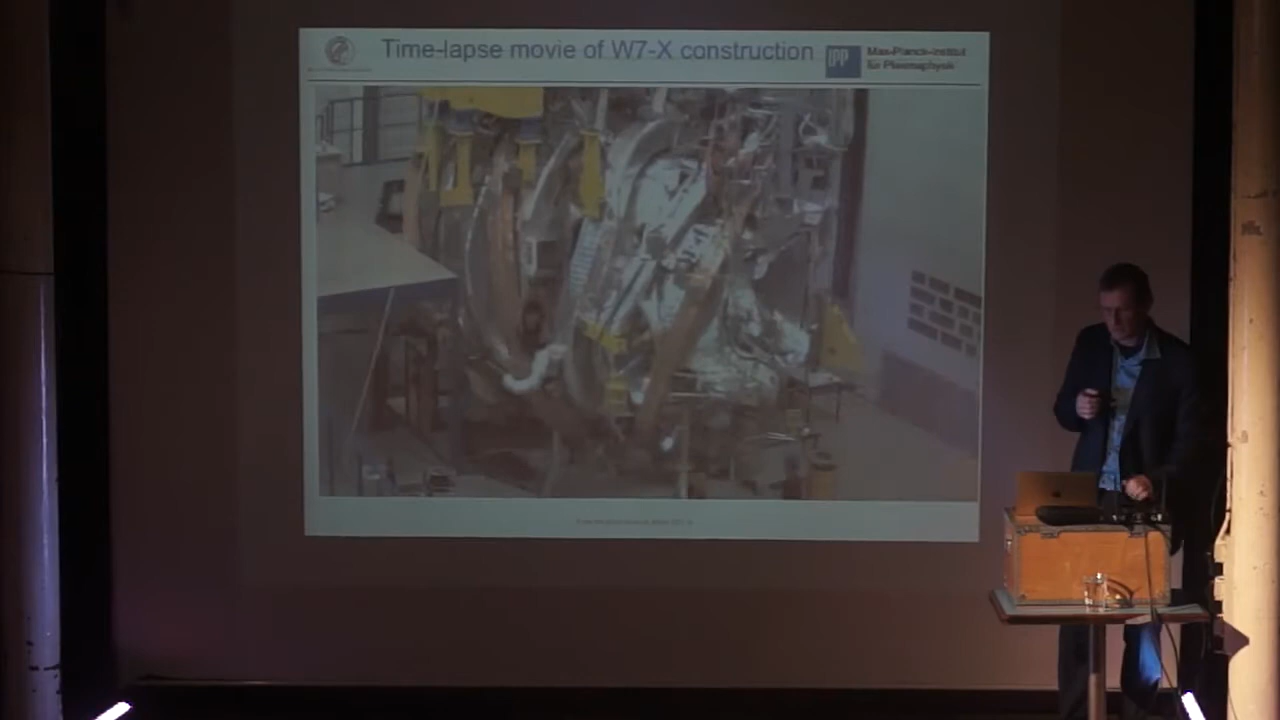 Time-lapse movie of W7-X construction
IPP
Max-Planck-Institut
für Plasmaphysik